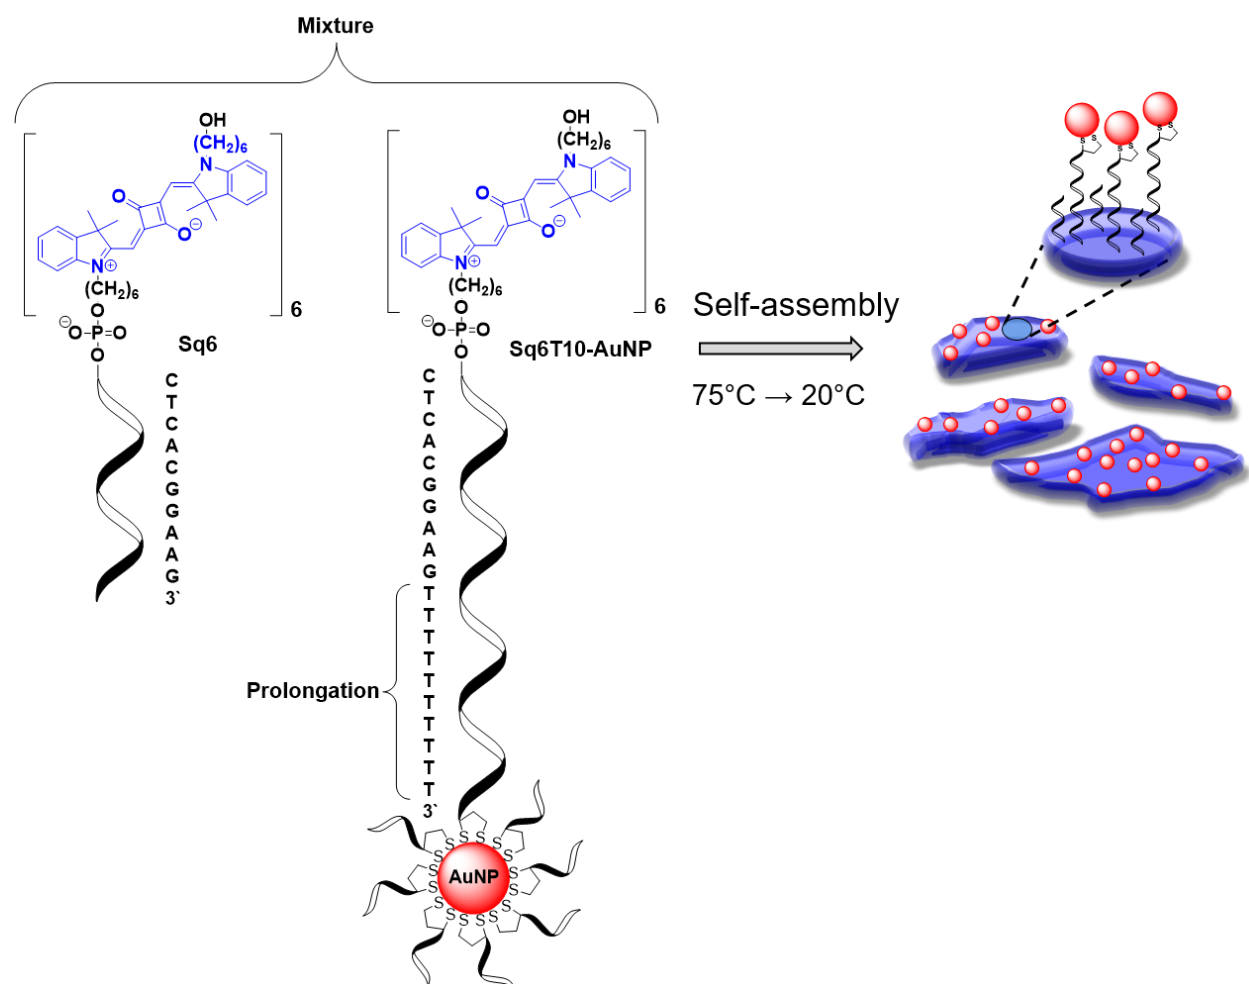 Mixture
OH
(CH₂)₆
N
O
O⊖
N⊕
(CH₂)₆
O
⊖O-P=O
O
6
Sq6
C
T
C
A
C
G
G
A
A
G
3`
OH
(CH₂)₆
N
O
O⊖
N⊕
(CH₂)₆
O
⊖O-P=O
O
6
Sq6T10-AuNP
C
T
C
A
C
G
G
A
A
G
T
T
T
T
T
T
T
T
T
T
3`
Prolongation
S S
S S
S S
S S
AuNP
S S
S S
S S
S S
Self-assembly
75°C → 20°C
S S
S S
S S